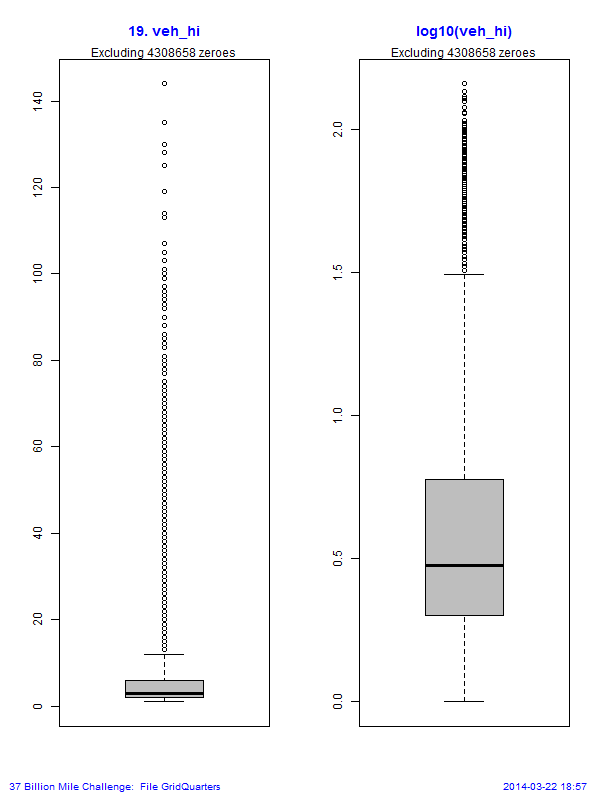 19. veh_hi
Excluding 4308658 zeroes
0
20
40
60
80
100
120
140
log10(veh_hi)
Excluding 4308658 zeroes
0.0
0.5
1.0
1.5
2.0
37 Billion Mile Challenge: File GridQuarters
2014-03-22 18:57